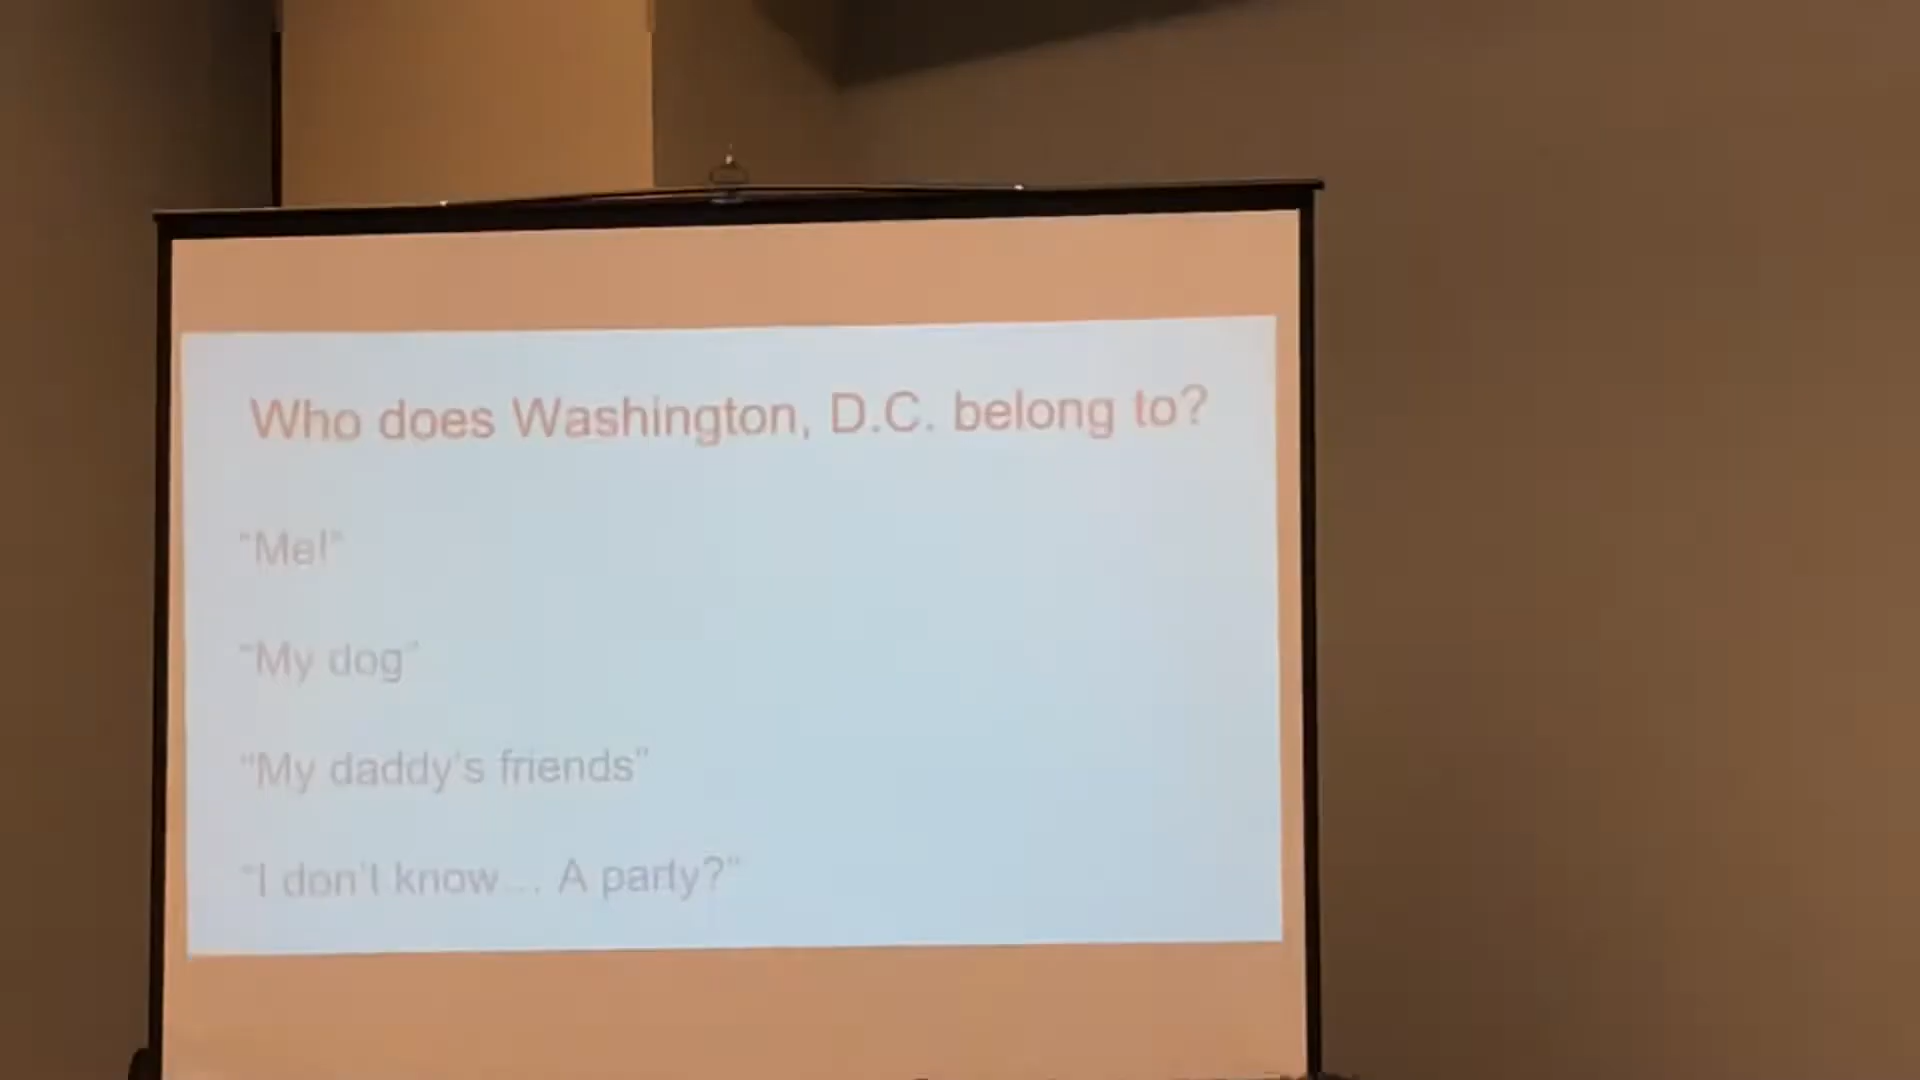 Who does Washington, D.C. belong to?
"Me!"
"My dog"
"My daddy's friends"
"I don't know... A party?"